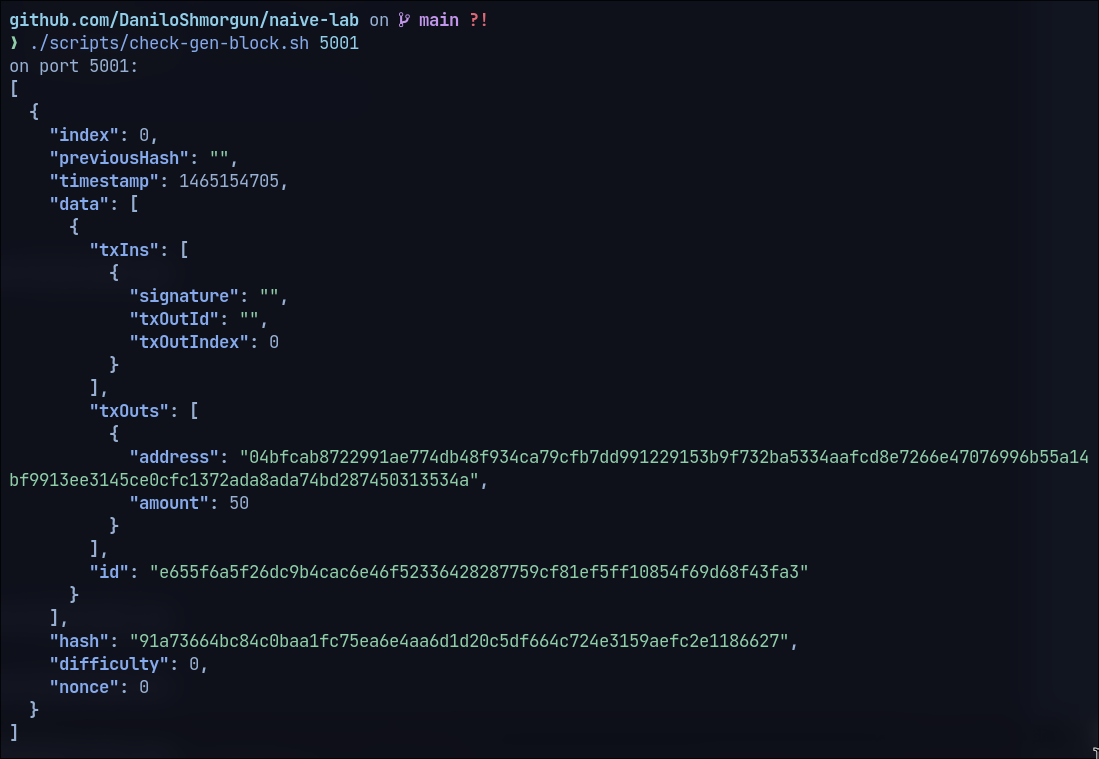 github.com/DaniloShmorgun/naive-lab on  main ?!
❯ ./scripts/check-gen-block.sh 5001
on port 5001:
[
  {
    "index": 0,
    "previousHash": "",
    "timestamp": 1465154705,
    "data": [
      {
        "txIns": [
          {
            "signature": "",
            "txOutId": "",
            "txOutIndex": 0
          }
        ],
        "txOuts": [
          {
            "address": "04bfcab8722991ae774db48f934ca79cfb7dd991229153b9f732ba5334aafcd8e7266e47076996b55a14
bf9913ee3145ce0cfc1372ada8ada74bd287450313534a",
            "amount": 50
          }
        ],
        "id": "e655f6a5f26dc9b4cac6e46f52336428287759cf81ef5ff10854f69d68f43fa3"
      }
    ],
    "hash": "91a73664bc84c0baa1fc75ea6e4aa6d1d20c5df664c724e3159aefc2e1186627",
    "difficulty": 0,
    "nonce": 0
  }
]